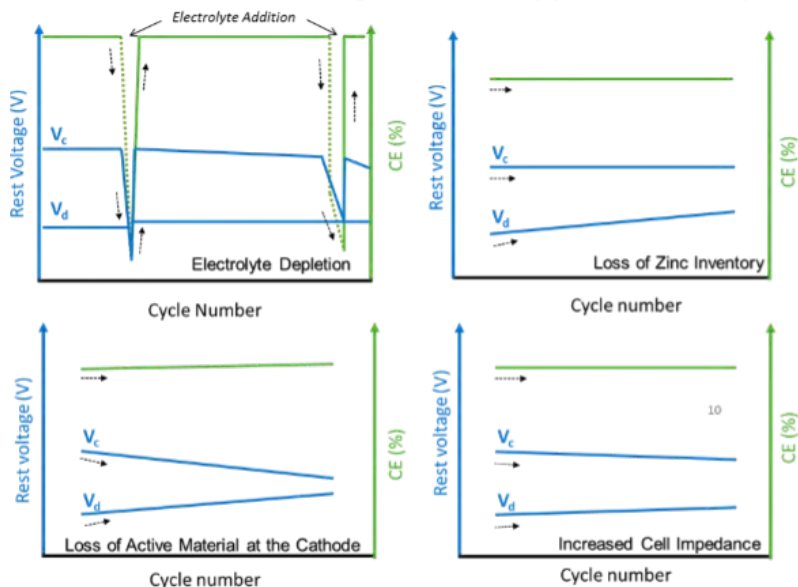 Electrolyte Addition
Rest Voltage (V)
Vc
Vd
CE (%)
Electrolyte Depletion
Cycle Number
Rest Voltage (V)
Vc
Vd
CE (%)
Loss of Zinc Inventory
Cycle number
Rest voltage (V)
Vc
Vd
CE (%)
Loss of Active Material at the Cathode
Cycle number
Rest voltage (V)
10
Vc
Vd
CE (%)
Increased Cell Impedance
Cycle number